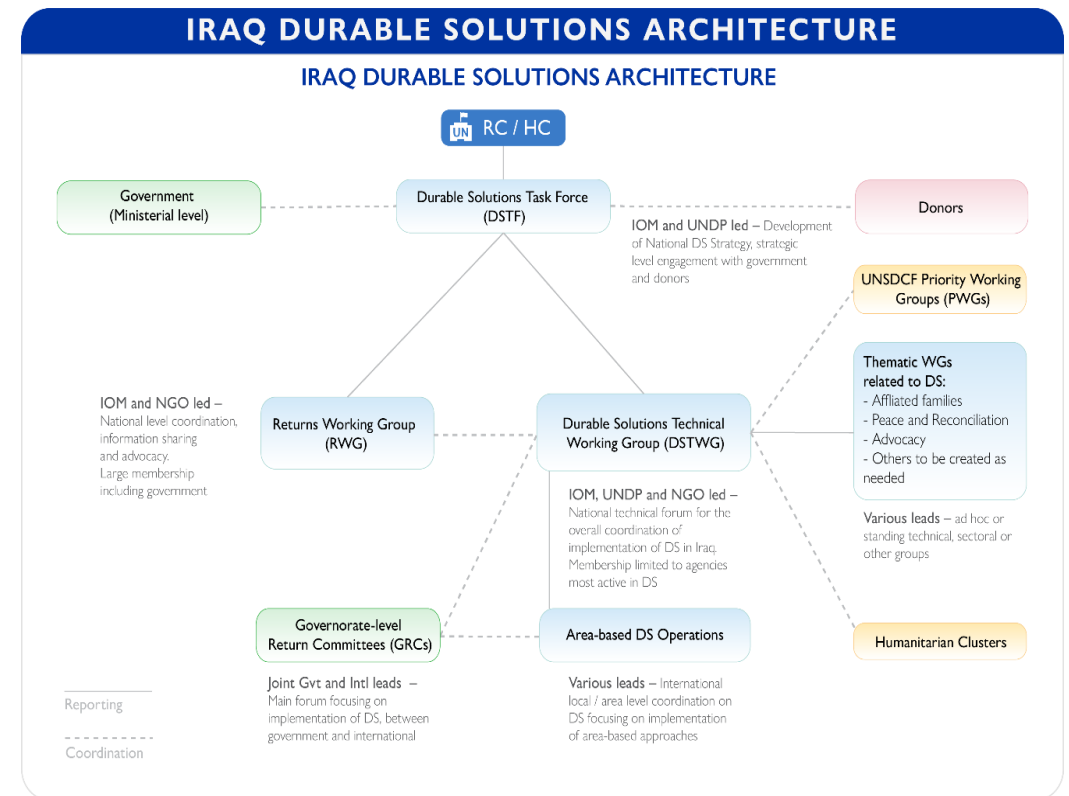 IRAQ DURABLE SOLUTIONS ARCHITECTURE
IRAQ DURABLE SOLUTIONS ARCHITECTURE
UN RC / HC
Government
(Ministerial level)
Durable Solutions Task Force
(DSTF)
Donors
IOM and UNDP led – Development
of National DS Strategy, strategic
level engagement with government
and donors
UNSDCF Priority Working
Groups (PWGs)
Thematic WGs
related to DS:
- Affliated families
- Peace and Reconciliation
- Advocacy
- Others to be created as
needed
Various leads – ad hoc or
standing technical, sectoral or
other groups
IOM and NGO led –
National level coordination,
information sharing
and advocacy.
Large membership
including government
Returns Working Group
(RWG)
Durable Solutions Technical
Working Group (DSTWG)
IOM, UNDP and NGO led –
National technical forum for the
overall coordination of
implementation of DS in Iraq.
Membership limited to agencies
most active in DS
Governorate-level
Return Committees (GRCs)
Area-based DS Operations
Humanitarian Clusters
Joint Gvt and Intl leads –
Main forum focusing on
implementation of DS, between
government and international
Various leads – International
local / area level coordination on
DS focusing on implementation
of area-based approaches
Reporting
Coordination